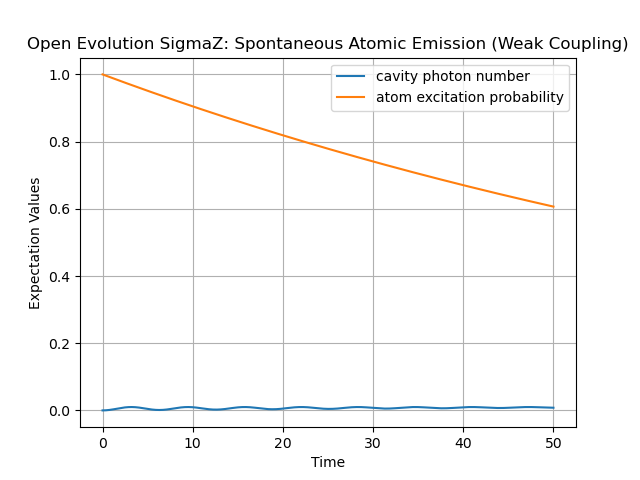 Open Evolution SigmaZ: Spontaneous Atomic Emission (Weak Coupling)
cavity photon number
atom excitation probability
Expectation Values
1.0
0.8
0.6
0.4
0.2
0.0
0 10 20 30 40 50
Time